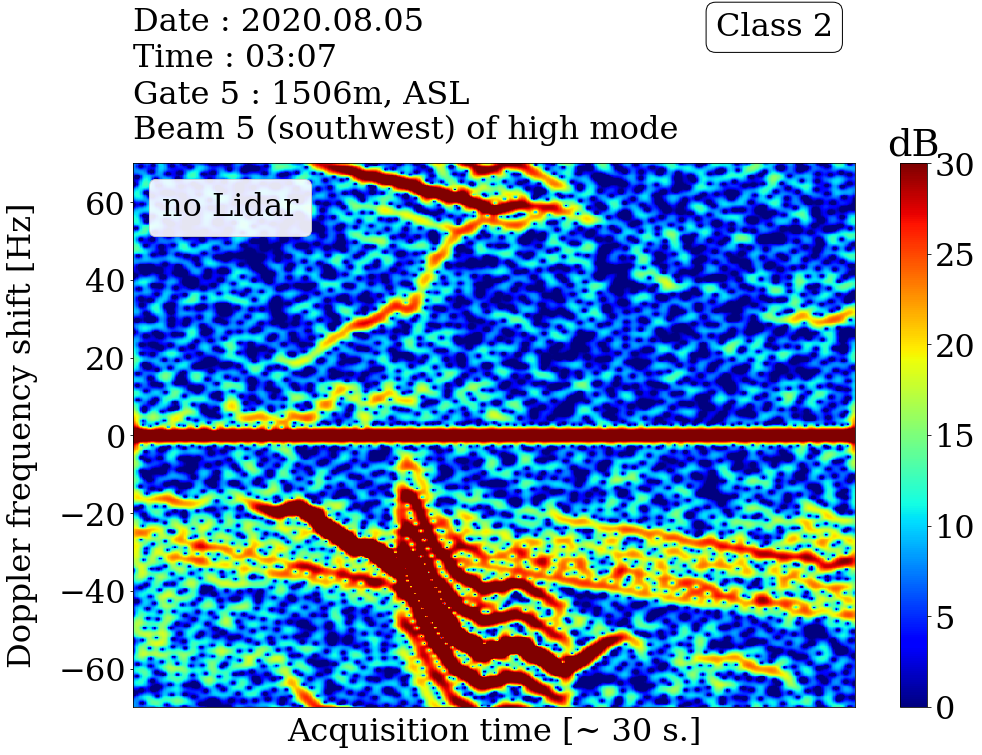 Date : 2020.08.05
Time : 03:07
Gate 5 : 1506m, ASL
Beam 5 (southwest) of high mode
Class 2
dB
no Lidar
Doppler frequency shift [Hz]
60
40
20
0
−20
−40
−60
30
25
20
15
10
5
0
Acquisition time [~ 30 s.]